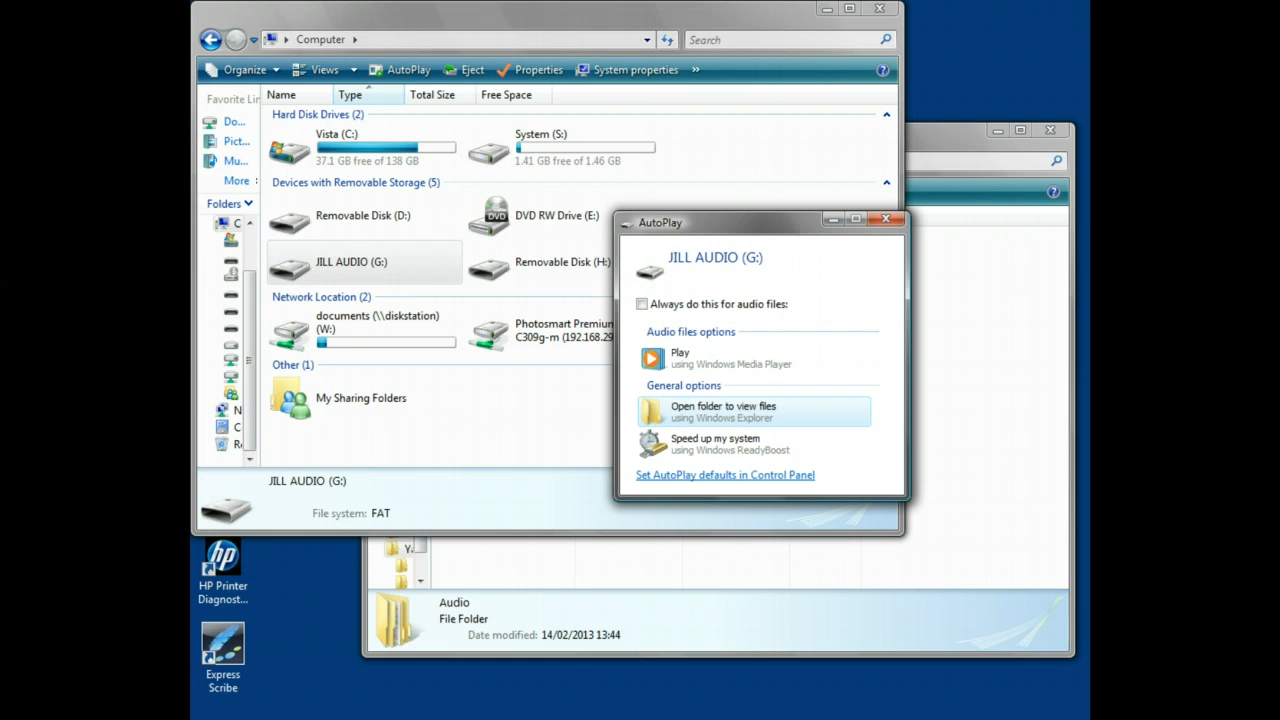 Computer
Search
Organize Views AutoPlay Eject Properties System properties »
Favorite Lin
Name Type Total Size Free Space
Hard Disk Drives (2)
Do...
Vista (C:)
37.1 GB free of 138 GB
System (S:)
1.41 GB free of 1.46 GB
Pict...
Mu...
More
Devices with Removable Storage (5)
Folders
Removable Disk (D:)
DVD
DVD RW Drive (E:)
C
JILL AUDIO (G:)
Removable Disk (H:)
Network Location (2)
documents (\\diskstation)
(W:)
Photosmart Premium
C309g-m (192.168.29
Other (1)
My Sharing Folders
N
C
Re
JILL AUDIO (G:)
File system: FAT
AutoPlay
JILL AUDIO (G:)
Always do this for audio files:
Audio files options
Play
using Windows Media Player
General options
Open folder to view files
using Windows Explorer
Speed up my system
using Windows ReadyBoost
Set AutoPlay defaults in Control Panel
Audio
File Folder
Date modified: 14/02/2013 13:44
hp
HP Printer
Diagnost...
Express
Scribe